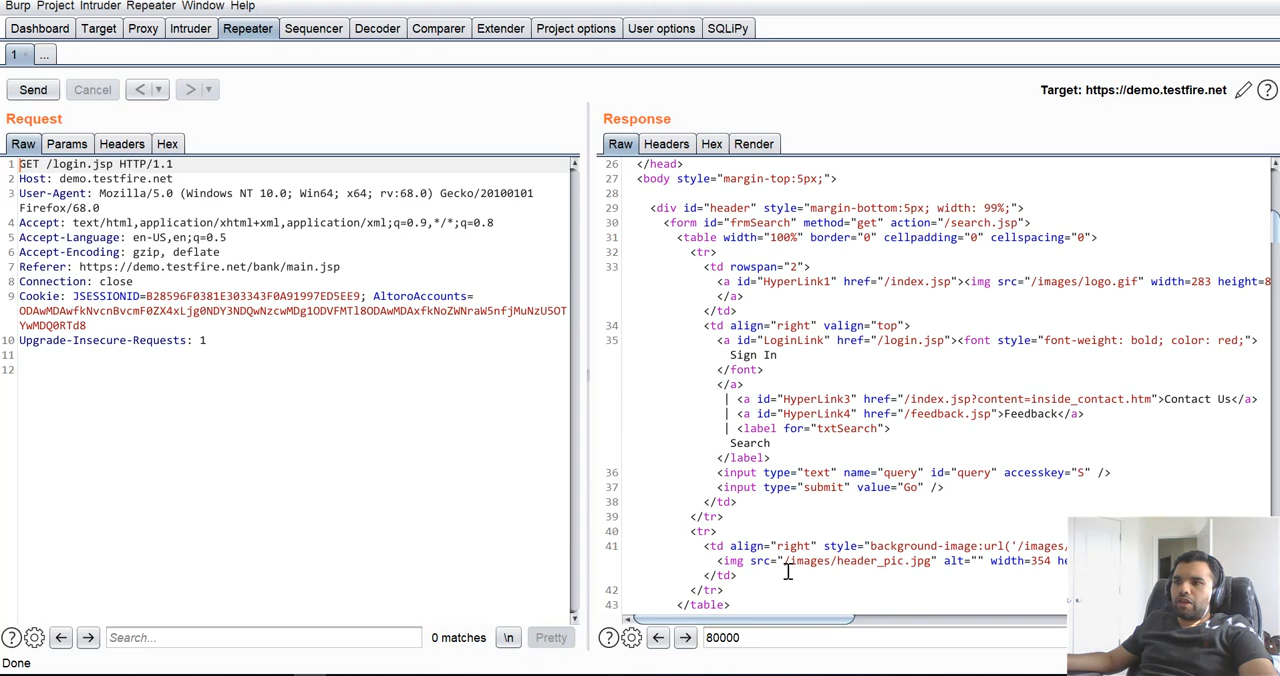 Burp Project Intruder Repeater Window Help
Dashboard Target Proxy Intruder Repeater Sequencer Decoder Comparer Extender Project options User options SQLiPy
1 ...
Send Cancel < > Target: https://demo.testfire.net ?
Request
Raw Params Headers Hex
1 GET /login.jsp HTTP/1.1
2 Host: demo.testfire.net
3 User-Agent: Mozilla/5.0 (Windows NT 10.0; Win64; x64; rv:68.0) Gecko/20100101
Firefox/68.0
4 Accept: text/html,application/xhtml+xml,application/xml;q=0.9,*/*;q=0.8
5 Accept-Language: en-US,en;q=0.5
6 Accept-Encoding: gzip, deflate
7 Referer: https://demo.testfire.net/bank/main.jsp
8 Connection: close
9 Cookie: JSESSIONID=B28596F0381E303343F0A91997ED5EE9; AltoroAccounts=
ODAwMDAwfkNvcnBvcmF0ZX4xLjg0NDY3NDQwNzcwMDg1ODVFMTl8ODAwMDAxfkNoZWNraW5nfjMuNzU5OT
YwMDQ0RTd8
10 Upgrade-Insecure-Requests: 1
11
12
? Search... 0 matches \n Pretty
Done
Response
Raw Headers Hex Render
26 </head>
27 <body style="margin-top:5px;">
28
29 <div id="header" style="margin-bottom:5px; width: 99%;">
30 <form id="frmSearch" method="get" action="/search.jsp">
31 <table width="100%" border="0" cellpadding="0" cellspacing="0">
32 <tr>
33 <td rowspan="2">
<a id="HyperLink1" href="/index.jsp"><img src="/images/logo.gif" width=283 height=8
</a>
</td>
34 <td align="right" valign="top">
35 <a id="LoginLink" href="/login.jsp"><font style="font-weight: bold; color: red;">
Sign In
</font>
</a>
| <a id="HyperLink3" href="/index.jsp?content=inside_contact.htm">Contact Us</a>
| <a id="HyperLink4" href="/feedback.jsp">Feedback</a>
| <label for="txtSearch">
Search
</label>
36 <input type="text" name="query" id="query" accesskey="S" />
37 <input type="submit" value="Go" />
38 </td>
39 </tr>
40 <tr>
41 <td align="right" style="background-image:url('/images/
<img src="/images/header_pic.jpg" alt="" width=354 he
</td>
42 </tr>
43 </table>
? 80000